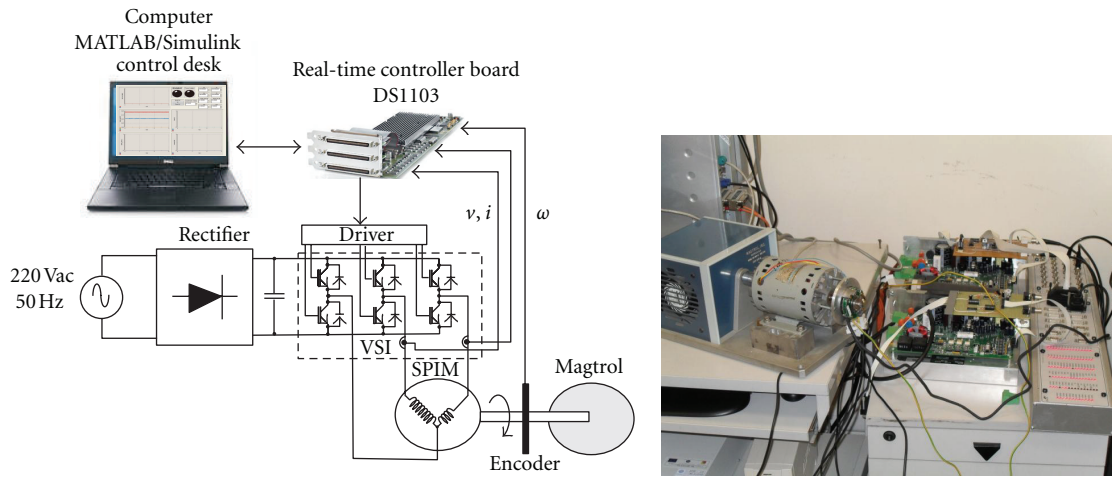 Computer
MATLAB/Simulink
control desk
Real-time controller board
DS1103
v, i
ω
Rectifier
Driver
220 Vac
50 Hz
VSI
SPIM
Magtrol
Encoder